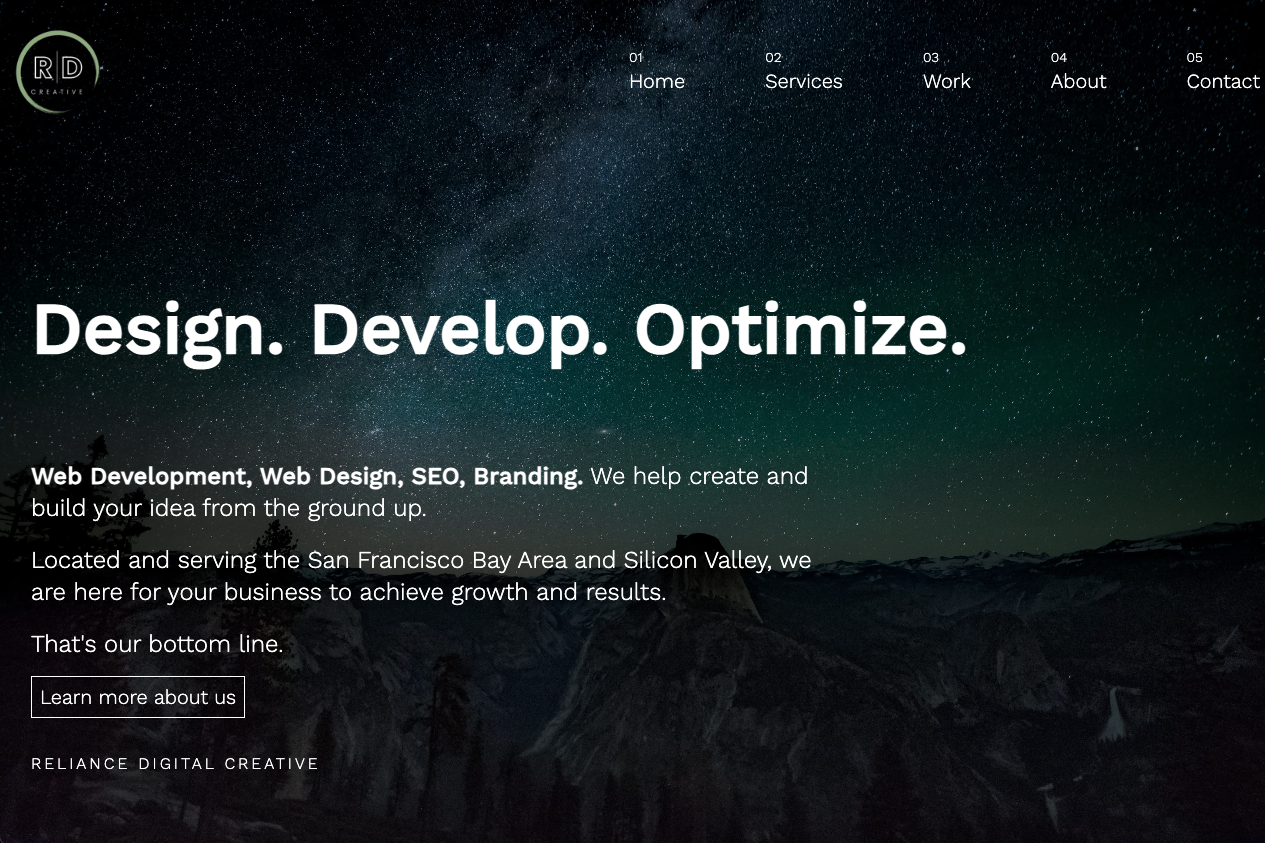 R|D
CREATIVE
01 02 03 04 05
Home Services Work About Contact
Design. Develop. Optimize.
Web Development, Web Design, SEO, Branding. We help create and
build your idea from the ground up.
Located and serving the San Francisco Bay Area and Silicon Valley, we
are here for your business to achieve growth and results.
That's our bottom line.
Learn more about us
RELIANCE DIGITAL CREATIVE